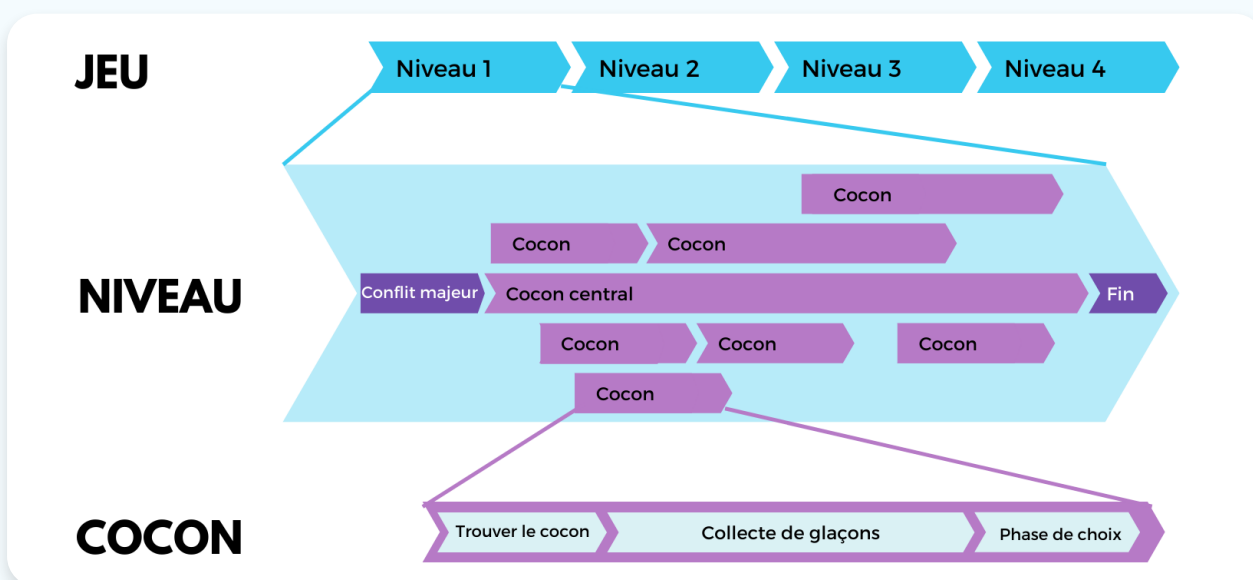 JEU
Niveau 1
Niveau 2
Niveau 3
Niveau 4
Cocon
Cocon
Cocon
NIVEAU
Conflit majeur
Cocon central
Fin
Cocon
Cocon
Cocon
Cocon
COCON
Trouver le cocon
Collecte de glaçons
Phase de choix